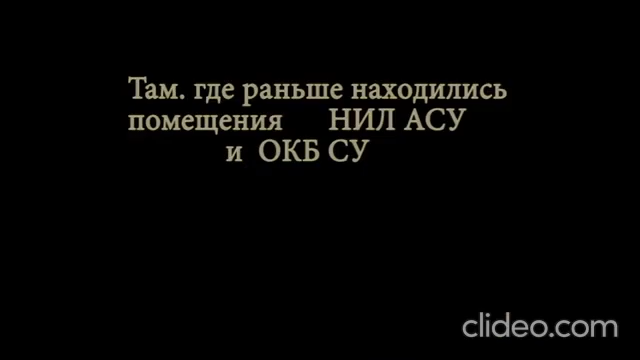 Там. где раньше находились
помещения НИЛ АСУ
и ОКБ СУ
clideo.com